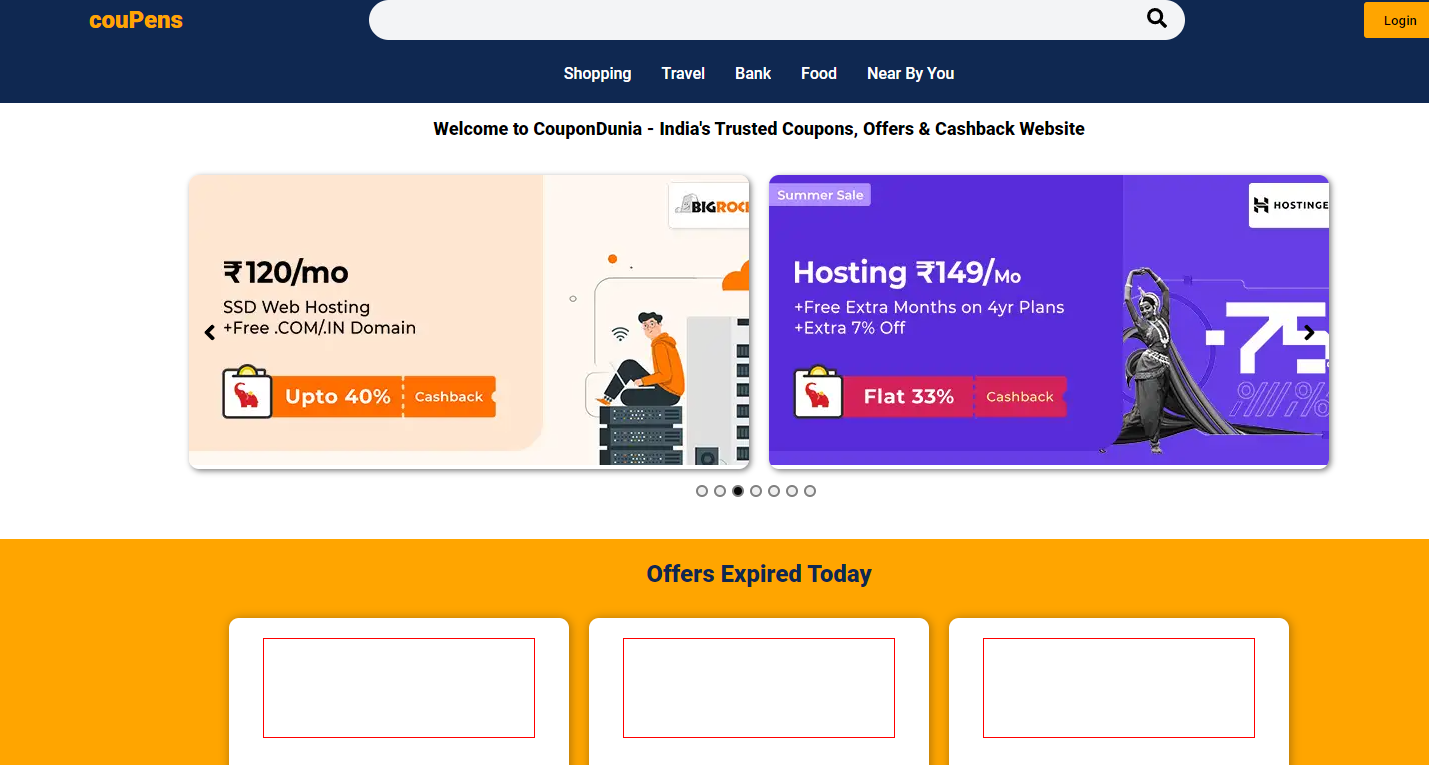 couPens
Login
Shopping Travel Bank Food Near By You
Welcome to CouponDunia - India's Trusted Coupons, Offers & Cashback Website
BIGROC
₹120/mo
SSD Web Hosting
+Free .COM/.IN Domain
Upto 40% Cashback
Summer Sale
HOSTINGE
Hosting ₹149/Mo
+Free Extra Months on 4yr Plans
+Extra 7% Off
Flat 33% Cashback
-75
%
Offers Expired Today